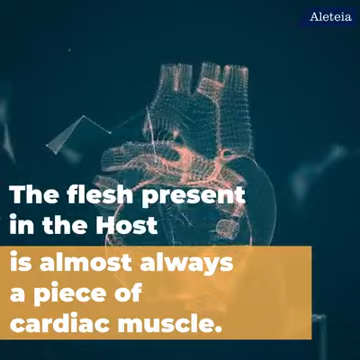 Aleteia
The flesh present
in the Host
is almost always
a piece of
cardiac muscle.